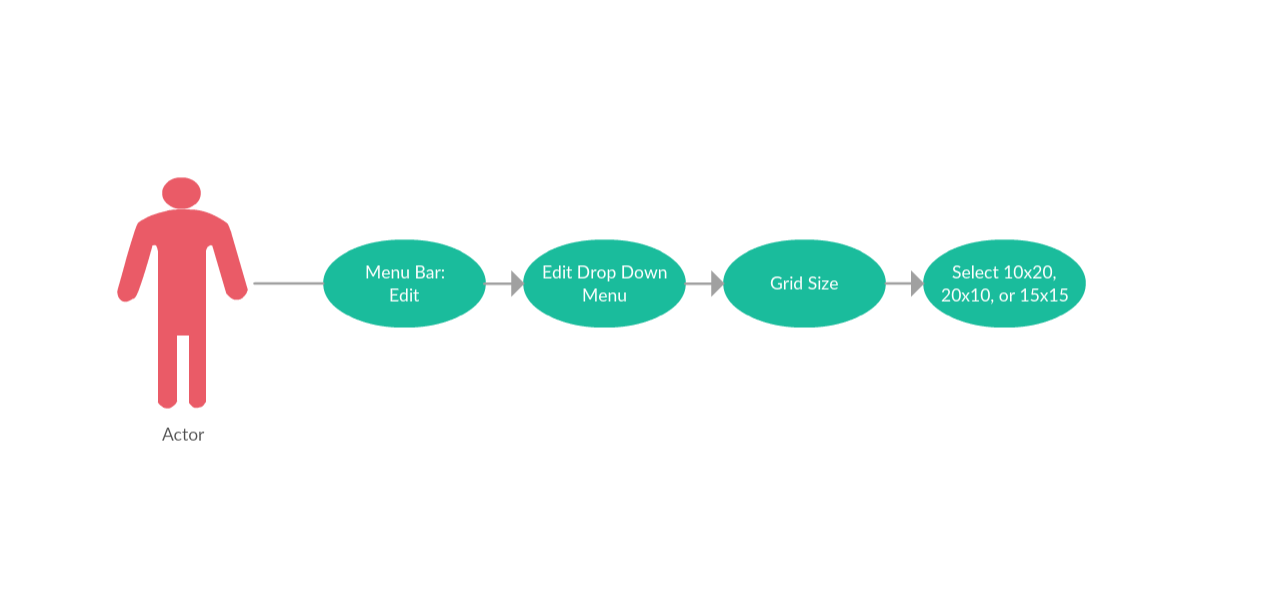 Menu Bar:
Edit
Edit Drop Down
Menu
Grid Size
Select 10x20,
20x10, or 15x15
Actor